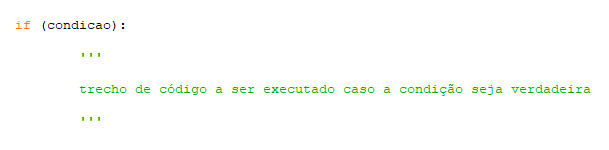 if (condicao):
'''
trecho de código a ser executado caso a condição seja verdadeira
'''